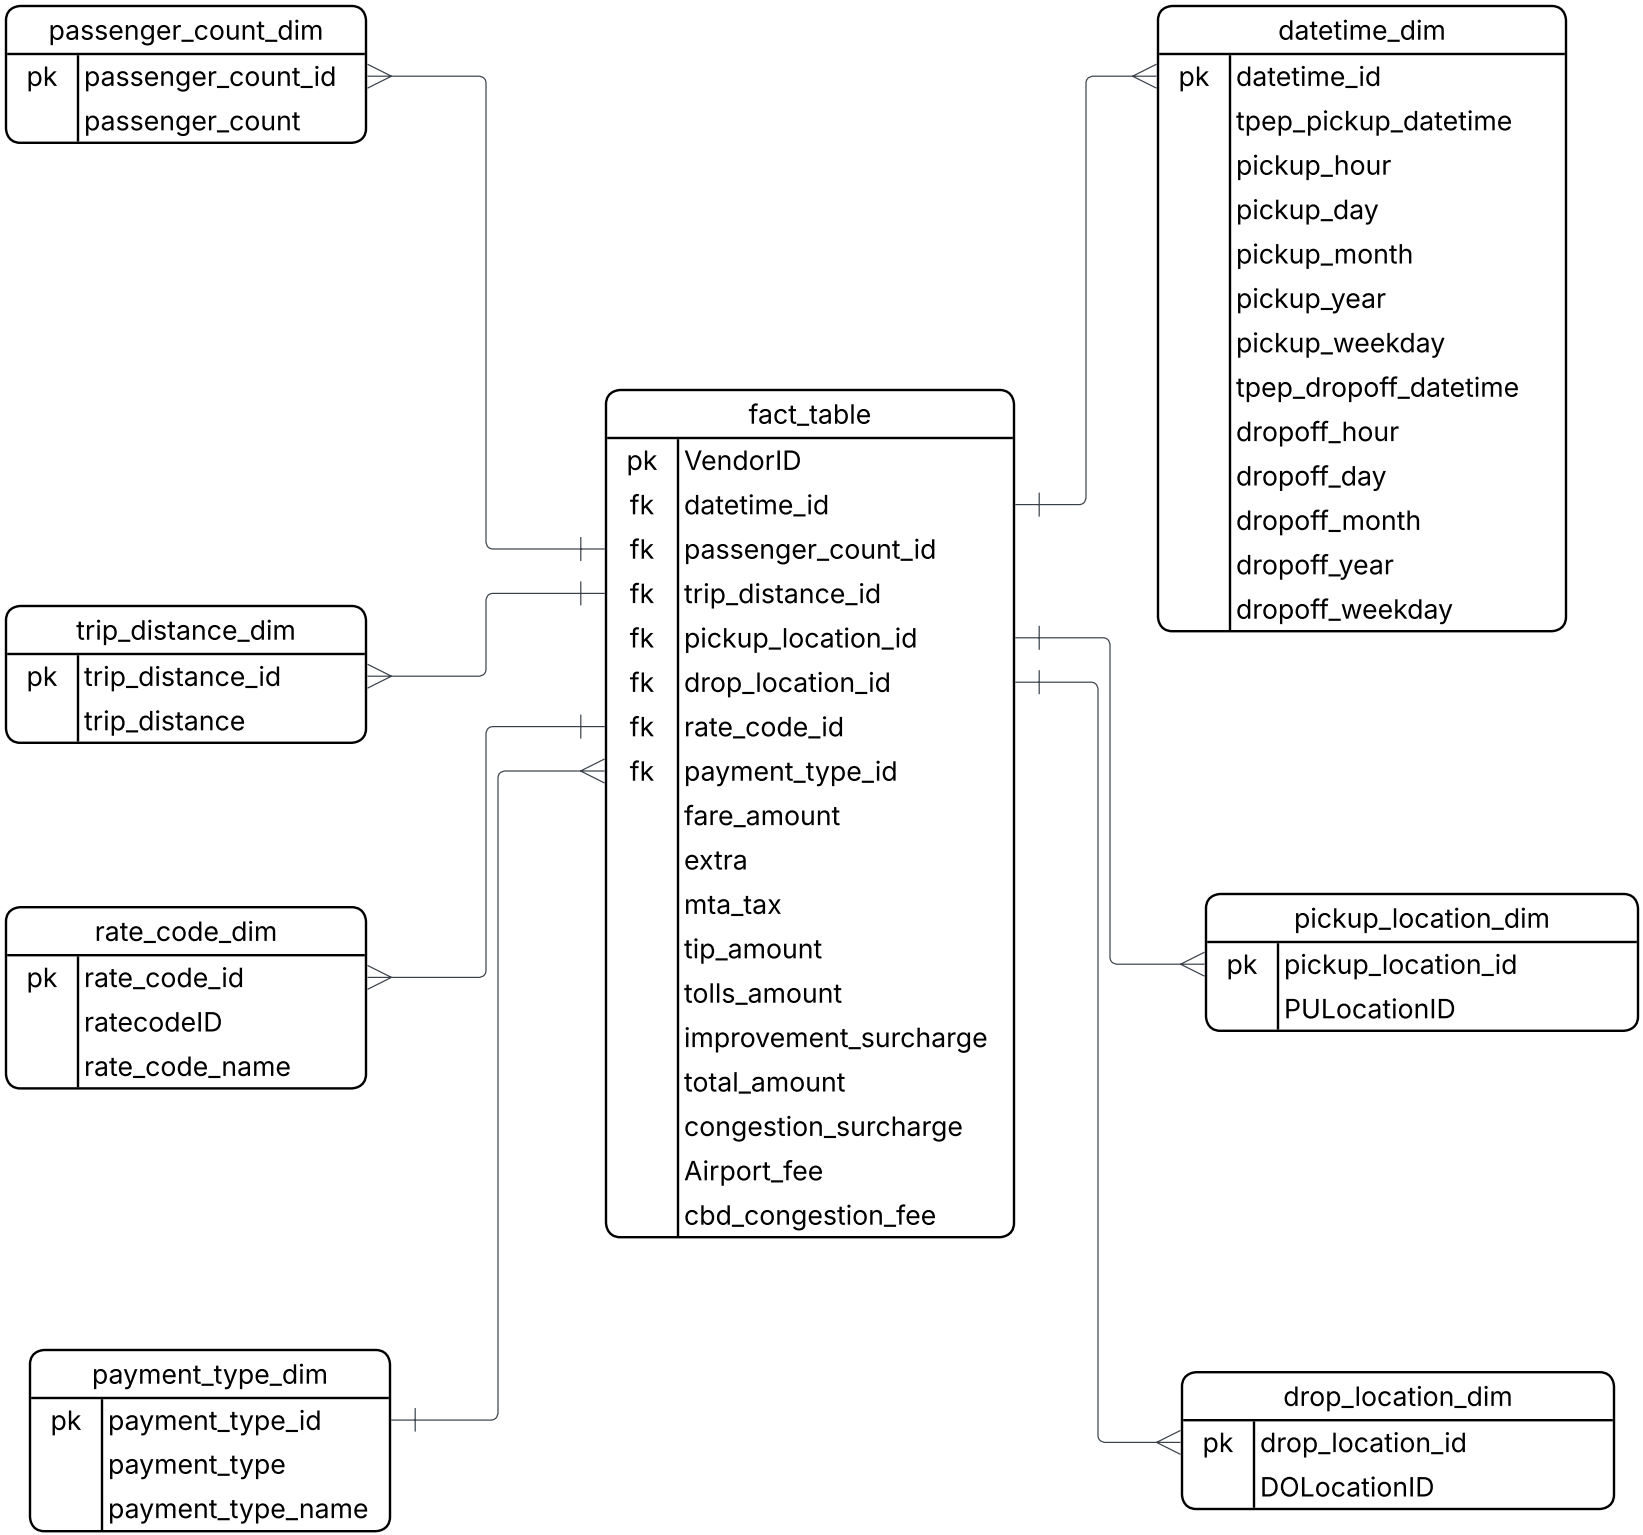 passenger_count_dim
pk passenger_count_id
passenger_count
datetime_dim
pk datetime_id
tpep_pickup_datetime
pickup_hour
pickup_day
pickup_month
pickup_year
pickup_weekday
tpep_dropoff_datetime
dropoff_hour
dropoff_day
dropoff_month
dropoff_year
dropoff_weekday
fact_table
pk VendorID
fk datetime_id
fk passenger_count_id
fk trip_distance_id
fk pickup_location_id
fk drop_location_id
fk rate_code_id
fk payment_type_id
fare_amount
extra
mta_tax
tip_amount
tolls_amount
improvement_surcharge
total_amount
congestion_surcharge
Airport_fee
cbd_congestion_fee
trip_distance_dim
pk trip_distance_id
trip_distance
rate_code_dim
pk rate_code_id
ratecodeID
rate_code_name
pickup_location_dim
pk pickup_location_id
PULocationID
payment_type_dim
pk payment_type_id
payment_type
payment_type_name
drop_location_dim
pk drop_location_id
DOLocationID